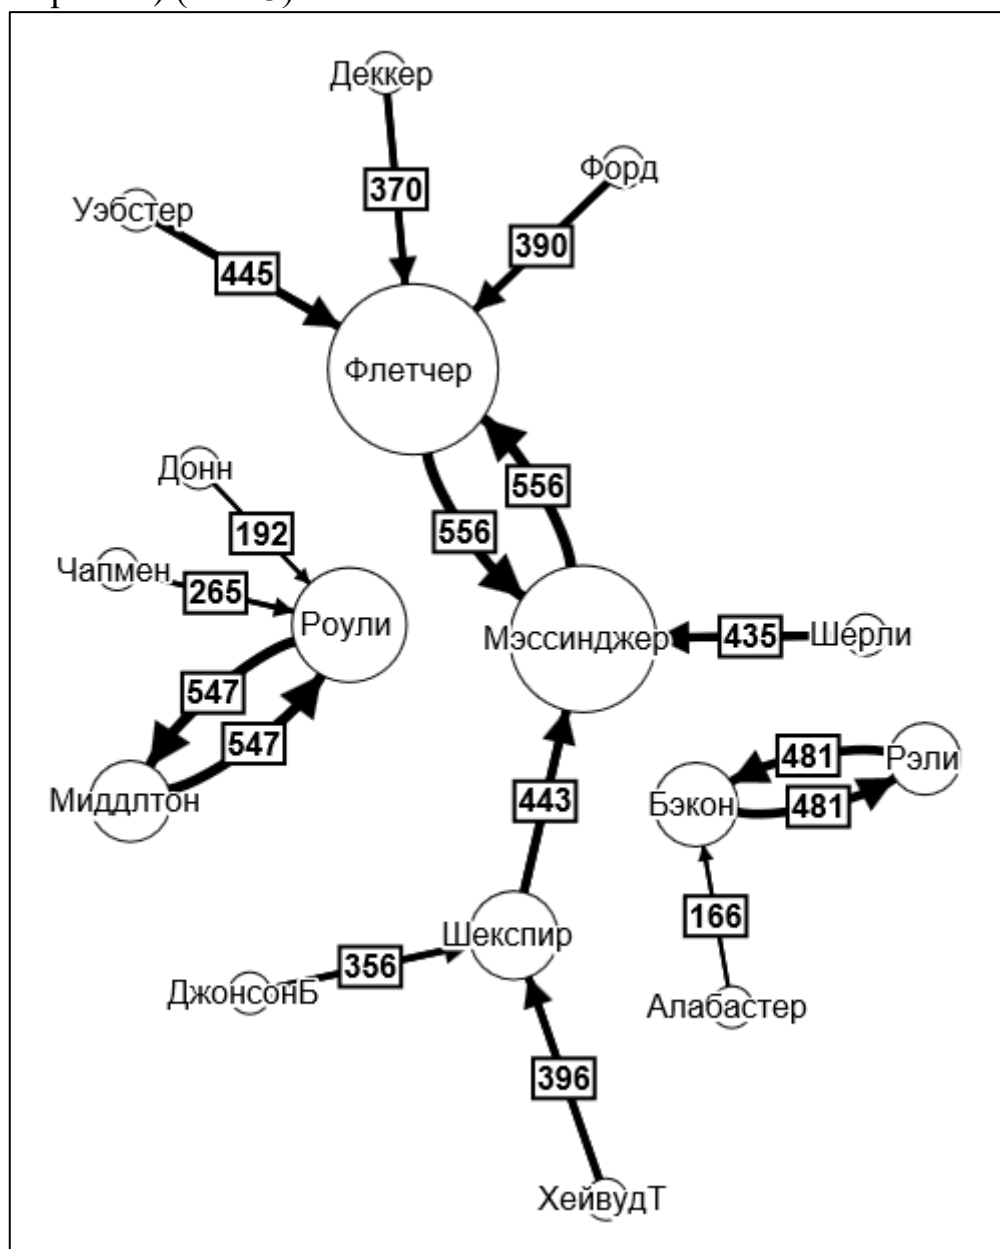 Деккер
Форд
370
Уэбстер
390
445
Флетчер
Донн
556
192
556
Чапмен
265
Роули
Мэссинджер
435
Шерли
547
547
481
Рэли
Миддлтон
Бэкон
481
443
166
Шекспир
356
ДжонсонБ
Алабастер
396
ХейвудТ